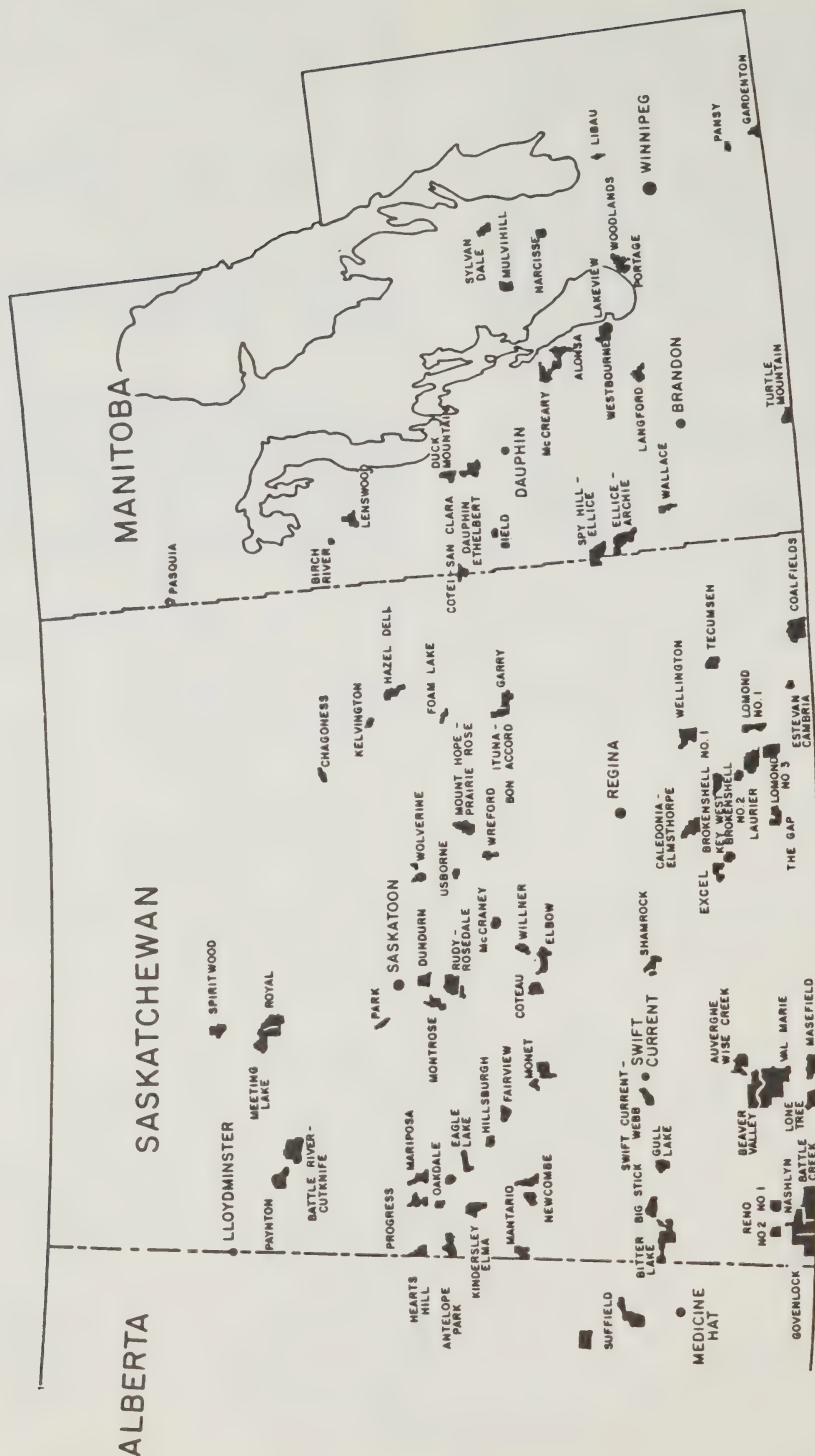 ALBERTA
SASKATCHEWAN
MANITOBA
PASQUIA
BIRCH
RIVER
LENSWOOD
DUCK
MOUNTAIN
COTE
SAN CLARA
DAUPHIN
ETHELBERT
BIELD
DAUPHIN
SYLVAN
DALE
MULVIHILL
NARCISSE
McCREARY
ALONSA
LAKEVIEW
WESTBOURNE
WOODLANDS
PORTAGE
LIBAU
WINNIPEG
PANSY
GARDENTON
LANGFORD
BRANDON
TURTLE
MOUNTAIN
WALLACE
SPY HILL-
ELLICE
ELLICE-
ARCHIE
SPIRITWOOD
MEETING
LAKE
ROYAL
LLOYDMINSTER
PAYNTON
BATTLE RIVER-
CUTKNIFE
CHAGONESS
KELVINGTON
HAZEL DELL
FOAM LAKE
PARK
SASKATOON
DUNDURN
WOLVERINE
USBORNE
MOUNT HOPE-
PRAIRIE ROSE
WREFORD
ITUNA-
BON ACCORD
GARRY
MONTROSE
RUDY-
ROSEDALE
McCRANEY
COTEAU
WILLNER
ELBOW
PROGRESS
MARIPOSA
OAKDALE
EAGLE
LAKE
HILLSBURGH
FAIRVIEW
MONET
HEARTS
HILL
ANTELOPE
PARK
KINDERSLEY
ELMA
MANTARIO
NEWCOMBE
SUFFIELD
MEDICINE
HAT
BITTER
LAKE
BIG STICK
GULL
LAKE
SWIFT CURRENT-
WEBB
SWIFT
CURRENT
SHAMROCK
REGINA
CALEDONIA-
ELMSTHORPE
WELLINGTON
TECUMSEH
EXCEL
BROKENSHELL NO. 1
KEY WEST
BROKENSHELL
NO. 2
LAURIER
LOMOND
NO. 1
LOMOND
NO 3
THE GAP
ESTEVAN
CAMBRIA
COALFIELDS
AUVERGNE
WISE CREEK
BEAVER
VALLEY
VAL MARIE
MASEFIELD
LONE
TREE
BATTLE
CREEK
NASHLYN
RENO
NO 2 NO 1
GOVENLOCK